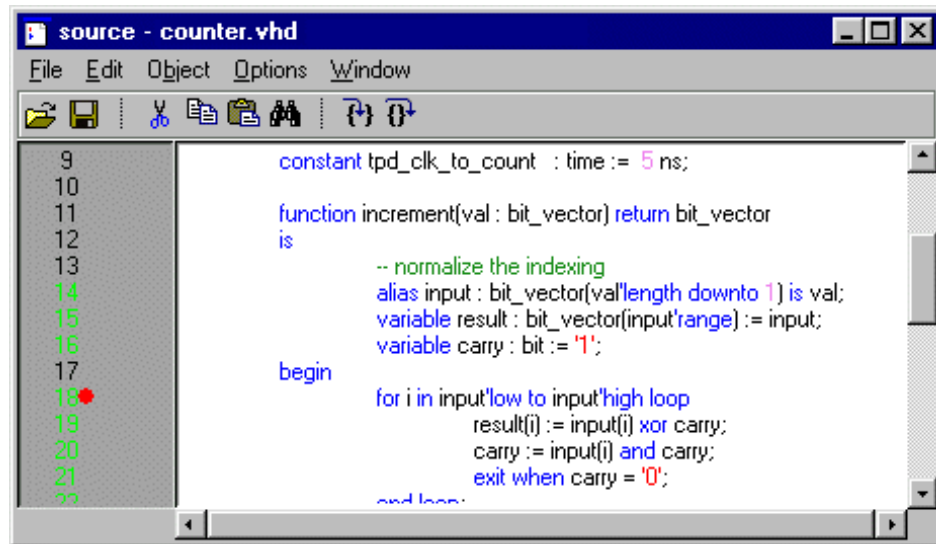 source - counter.vhd
File Edit Object Options Window
9 constant tpd_clk_to_count : time := 5 ns;
10
11 function increment(val : bit_vector) return bit_vector
12 is
13 -- normalize the indexing
14 alias input : bit_vector(val'length downto 1) is val;
15 variable result : bit_vector(input'range) := input;
16 variable carry : bit := '1';
17 begin
18 for i in input'low to input'high loop
19 result(i) := input(i) xor carry;
20 carry := input(i) and carry;
21 exit when carry = '0';
22 end loop;